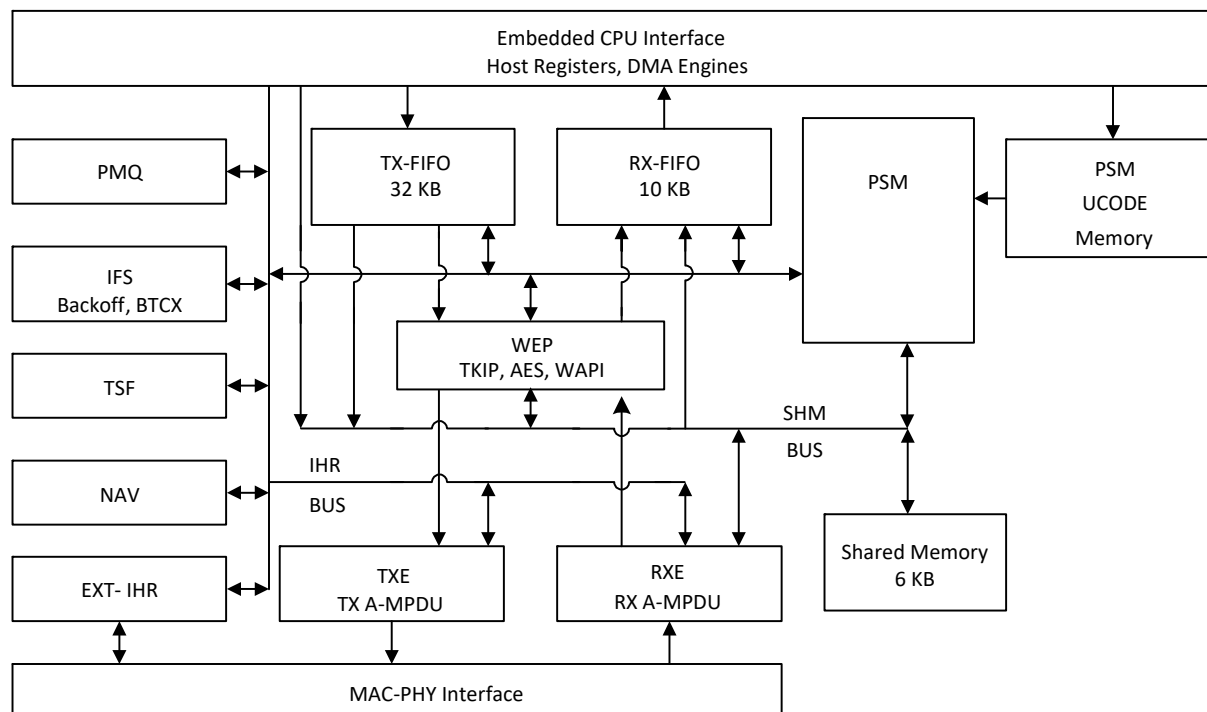 Embedded CPU Interface
Host Registers, DMA Engines
TX-FIFO
32 KB
RX-FIFO
10 KB
PSM
PSM
UCODE
Memory
PMQ
IFS
Backoff, BTCX
WEP
TKIP, AES, WAPI
TSF
SHM
BUS
IHR
BUS
NAV
Shared Memory
6 KB
EXT- IHR
TXE
TX A-MPDU
RXE
RX A-MPDU
MAC-PHY Interface